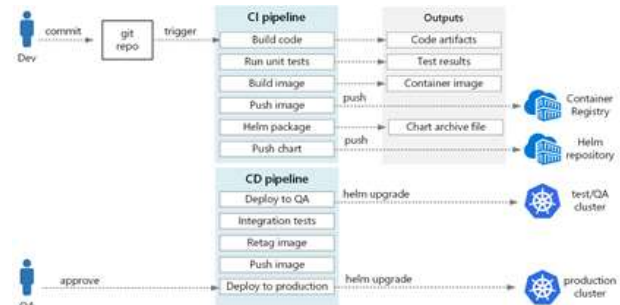 CI pipeline
Outputs
commit
git
repo
trigger
Dev
Build code
Code artifacts
Run unit tests
Test results
Build image
Container image
Push image
push
Container
Registry
Helm package
Chart archive file
Push chart
push
Helm
repository
CD pipeline
Deploy to QA
helm upgrade
test/QA
cluster
Integration tests
Retag image
Push image
approve
Deploy to production
helm upgrade
production
cluster